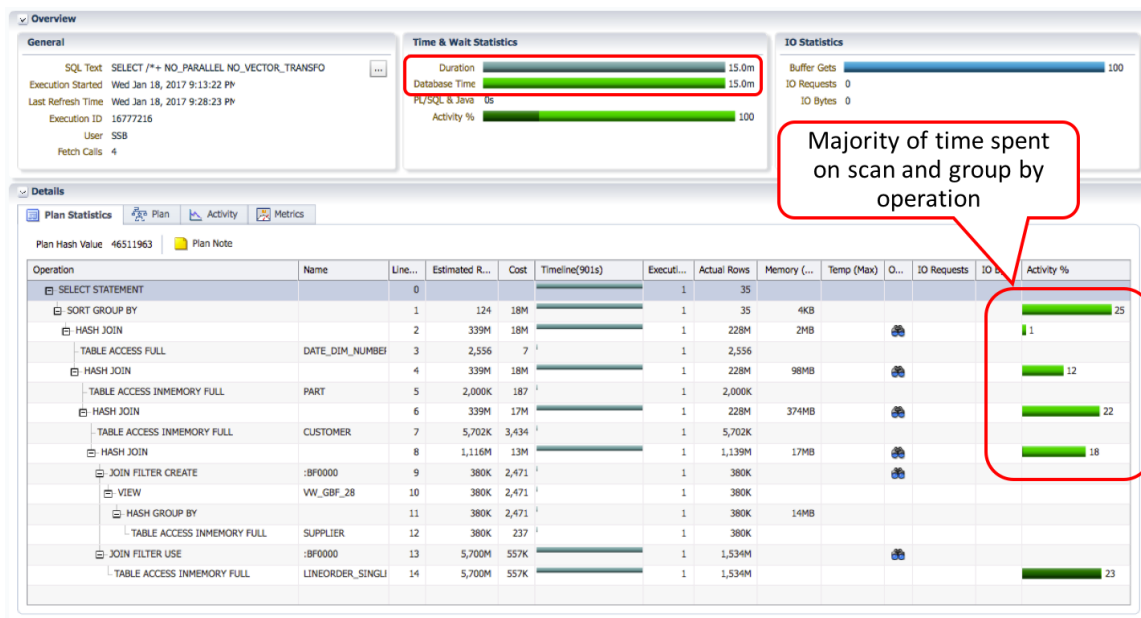 Overview
General
SQL Text SELECT /*+ NO_PARALLEL NO_VECTOR_TRANSFO ...
Execution Started Wed Jan 18, 2017 9:13:22 PM
Last Refresh Time Wed Jan 18, 2017 9:28:23 PM
Execution ID 16777216
User SSB
Fetch Calls 4
Time & Wait Statistics
Duration 15.0m
Database Time 15.0m
PL/SQL & Java 0s
Activity % 100
IO Statistics
Buffer Gets 100
IO Requests 0
IO Bytes 0
Majority of time spent
on scan and group by
operation
Details
Plan Statistics Plan Activity Metrics
Plan Hash Value 46511963 Plan Note
Operation Name Line... Estimated R... Cost Timeline(901s) Executi... Actual Rows Memory (... Temp (Max) O... IO Requests IO B Activity %
SELECT STATEMENT 0 1 35
SORT GROUP BY 1 124 18M 1 35 4KB 25
HASH JOIN 2 339M 18M 1 228M 2MB 1
TABLE ACCESS FULL DATE_DIM_NUMBER 3 2,556 7 1 2,556
HASH JOIN 4 339M 18M 1 228M 98MB 12
TABLE ACCESS INMEMORY FULL PART 5 2,000K 187 1 2,000K
HASH JOIN 6 339M 17M 1 228M 374MB 22
TABLE ACCESS INMEMORY FULL CUSTOMER 7 5,702K 3,434 1 5,702K
HASH JOIN 8 1,116M 13M 1 1,139M 17MB 18
JOIN FILTER CREATE :BF0000 9 380K 2,471 1 380K
VIEW VW_GBF_28 10 380K 2,471 1 380K
HASH GROUP BY 11 380K 2,471 1 380K 14MB
TABLE ACCESS INMEMORY FULL SUPPLIER 12 380K 237 1 380K
JOIN FILTER USE :BF0000 13 5,700M 557K 1 1,534M
TABLE ACCESS INMEMORY FULL LINEORDER_SINGLI 14 5,700M 557K 1 1,534M 23